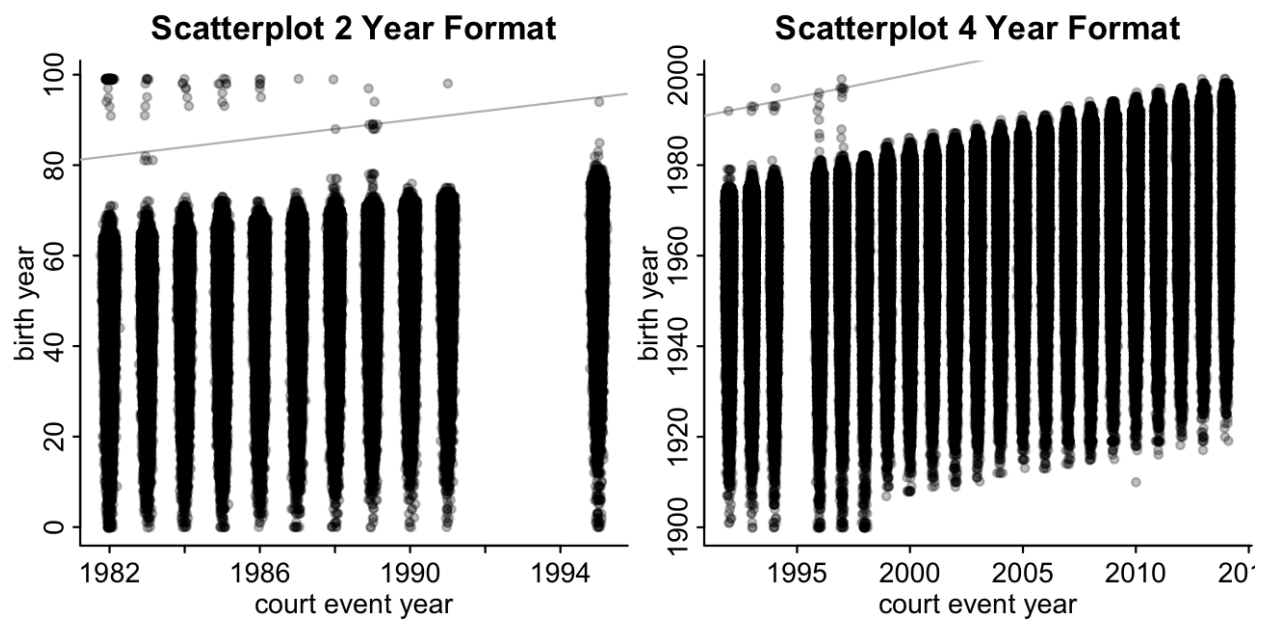 Scatterplot 2 Year Format
birth year
100
80
60
40
20
0
1982 1986 1990 1994
court event year
Scatterplot 4 Year Format
birth year
2000
1980
1960
1940
1920
1900
1995 2000 2005 2010 201
court event year